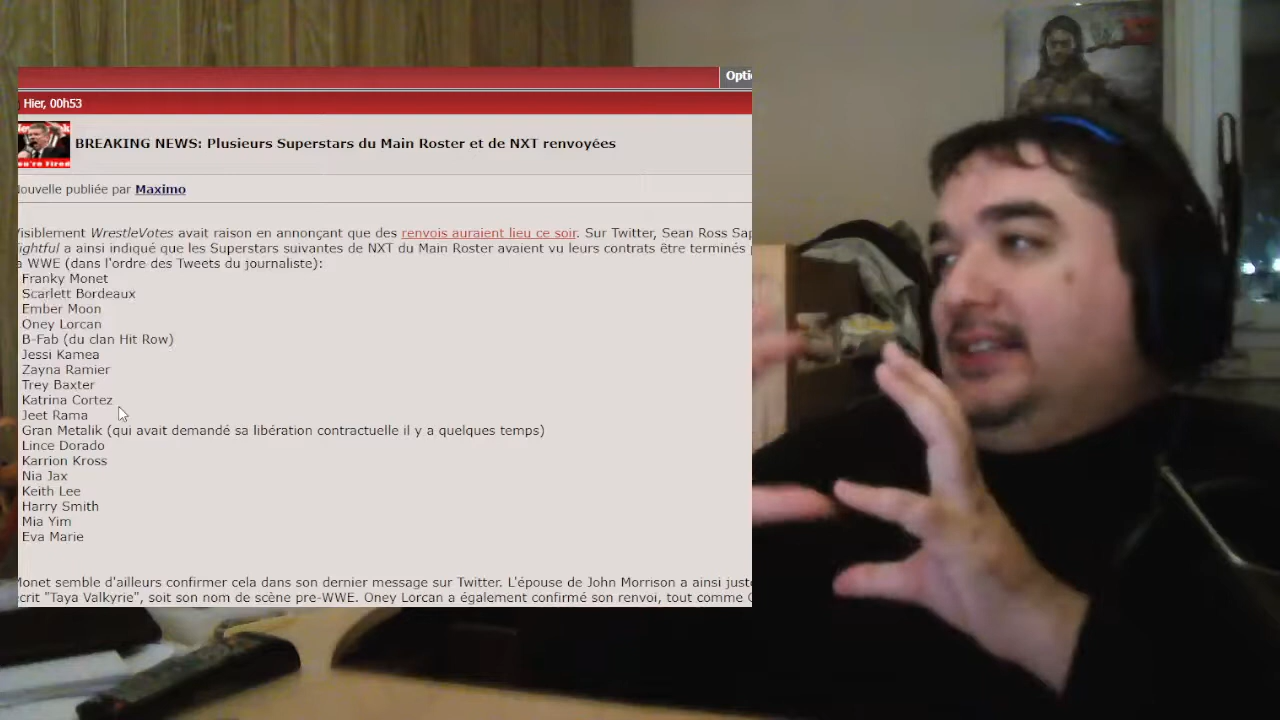 Opti
Hier, 00h53
BREAKING NEWS: Plusieurs Superstars du Main Roster et de NXT renvoyées
You're Fired
Nouvelle publiée par Maximo
Visiblement WrestleVotes avait raison en annonçant que des renvois auraient lieu ce soir. Sur Twitter, Sean Ross Sap
Fightful a ainsi indiqué que les Superstars suivantes de NXT du Main Roster avaient vu leurs contrats être terminés p
a WWE (dans l'ordre des Tweets du journaliste):
Franky Monet
Scarlett Bordeaux
Ember Moon
Oney Lorcan
B-Fab (du clan Hit Row)
Jessi Kamea
Zayna Ramier
Trey Baxter
Katrina Cortez
Jeet Rama
Gran Metalik (qui avait demandé sa libération contractuelle il y a quelques temps)
Lince Dorado
Karrion Kross
Nia Jax
Keith Lee
Harry Smith
Mia Yim
Eva Marie
Monet semble d'ailleurs confirmer cela dans son dernier message sur Twitter. L'épouse de John Morrison a ainsi juste
écrit "Taya Valkyrie", soit son nom de scène pre-WWE. Oney Lorcan a également confirmé son renvoi, tout comme